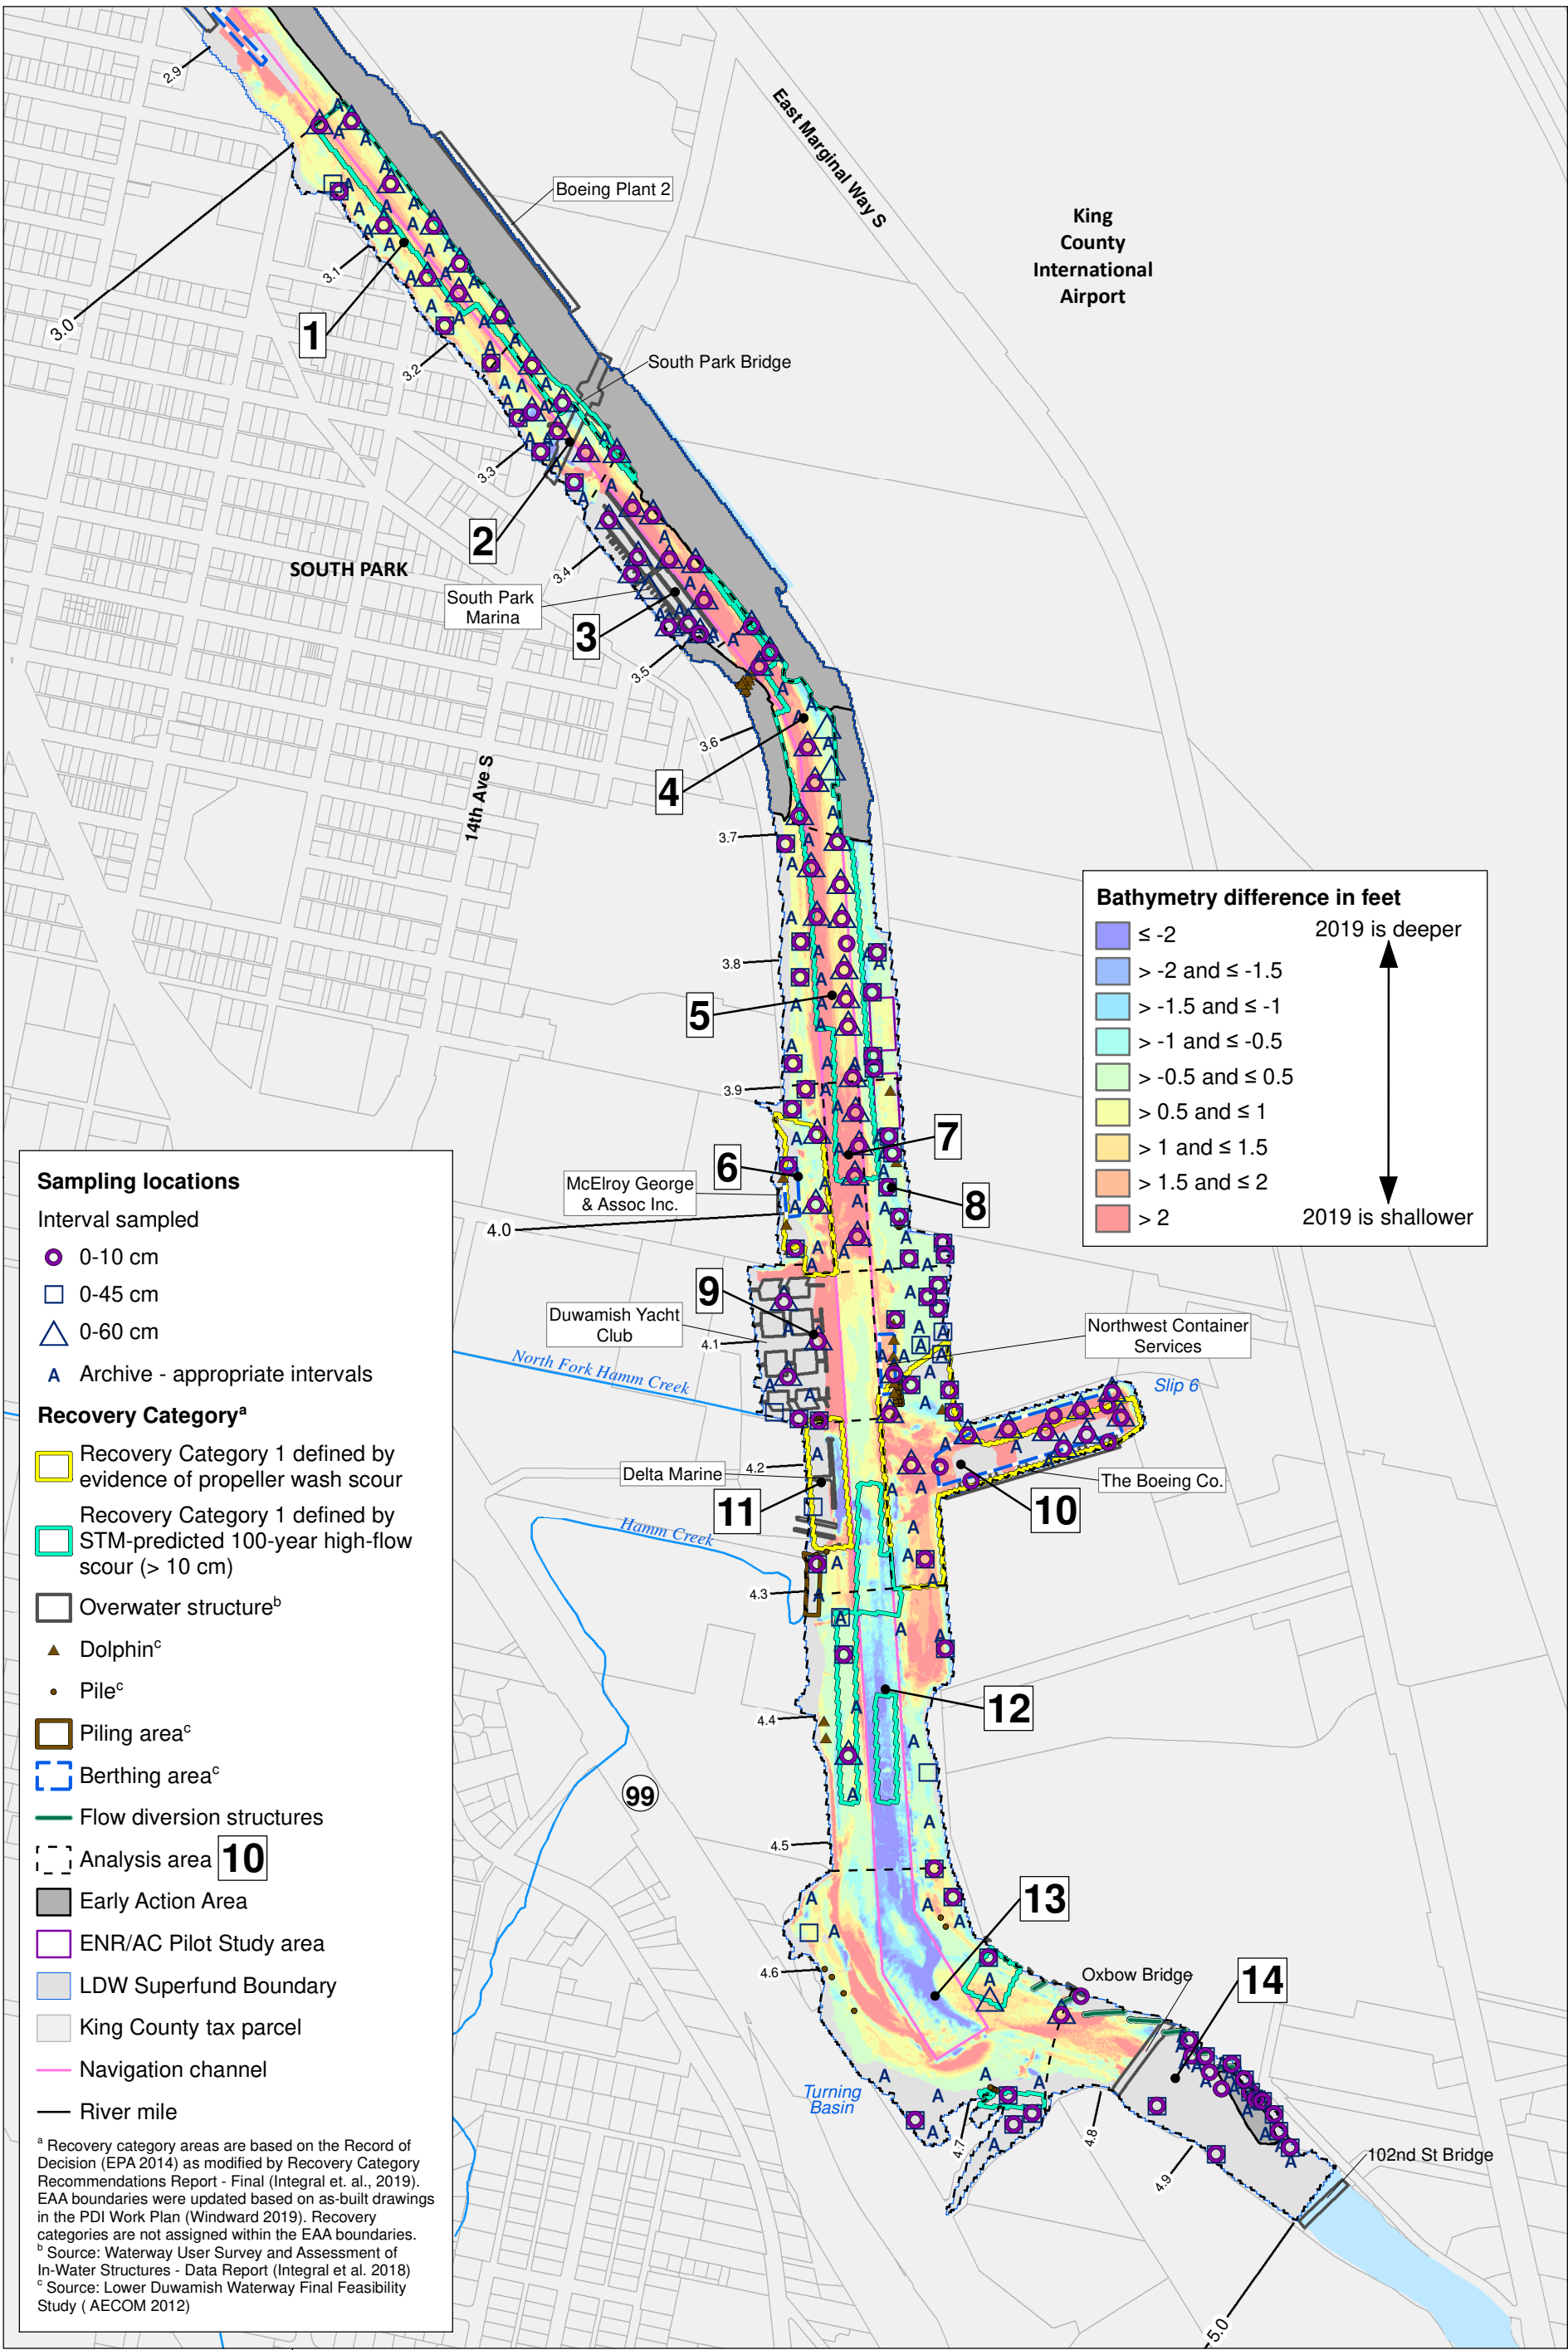 2.9
Boeing Plant 2
East Marginal Way S
King
County
International
Airport
3.1
3.0
1
3.2
South Park Bridge
3.3
2
SOUTH PARK
3.4
South Park
Marina
3
3.5
3.6
4
14th Ave S
3.7
3.8
5
3.9
7
6
McElroy George
& Assoc Inc.
8
4.0
9
Duwamish Yacht
Club
4.1
North Fork Hamm Creek
Northwest Container
Services
Slip 6
4.2
Delta Marine
The Boeing Co.
11
10
Hamm Creek
4.3
12
4.4
99
4.5
13
4.6
Oxbow Bridge
14
Turning
Basin
4.7
4.8
4.9
102nd St Bridge
5.0
Bathymetry difference in feet
≤ -2
> -2 and ≤ -1.5
> -1.5 and ≤ -1
> -1 and ≤ -0.5
> -0.5 and ≤ 0.5
> 0.5 and ≤ 1
> 1 and ≤ 1.5
> 1.5 and ≤ 2
> 2
2019 is deeper
2019 is shallower
Sampling locations
Interval sampled
0-10 cm
0-45 cm
0-60 cm
A Archive - appropriate intervals
Recovery Category^a
Recovery Category 1 defined by
evidence of propeller wash scour
Recovery Category 1 defined by
STM-predicted 100-year high-flow
scour (> 10 cm)
Overwater structure^b
Dolphin^c
Pile^c
Piling area^c
Berthing area^c
Flow diversion structures
Analysis area 10
Early Action Area
ENR/AC Pilot Study area
LDW Superfund Boundary
King County tax parcel
Navigation channel
River mile
^a Recovery category areas are based on the Record of
Decision (EPA 2014) as modified by Recovery Category
Recommendations Report - Final (Integral et. al., 2019).
EAA boundaries were updated based on as-built drawings
in the PDI Work Plan (Windward 2019). Recovery
categories are not assigned within the EAA boundaries.
^b Source: Waterway User Survey and Assessment of
In-Water Structures - Data Report (Integral et al. 2018)
^c Source: Lower Duwamish Waterway Final Feasibility
Study ( AECOM 2012)